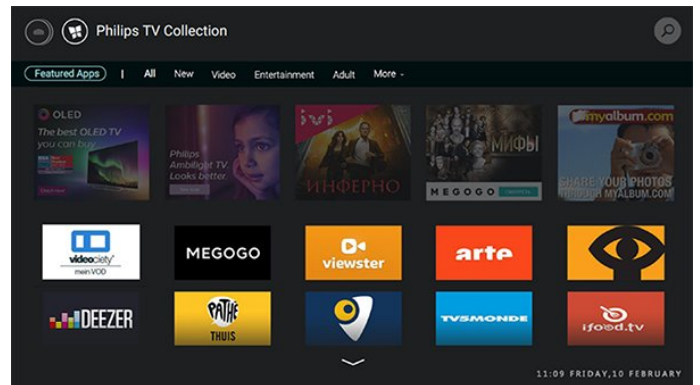 Philips TV Collection
Featured Apps | All New Video Entertainment Adult More
OLED
The best OLED TV
you can buy
Philips
Ambilight TV.
Looks better.
ИНФЕРНО
МИФЫ
MEGOGO
myalbum.com
SHARE YOUR PHOTOS
THROUGH MYALBUM.COM
videociety
mein VOD
MEGOGO
viewster
arte
DEEZER
PATHÉ
THUIS
TV5MONDE
ifood.tv
11:09 FRIDAY,10 FEBRUARY